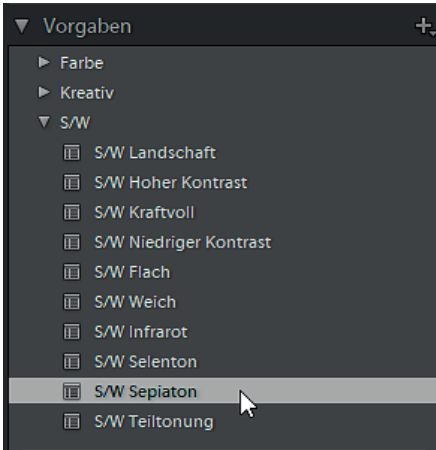 Vorgaben
Farbe
Kreativ
S/W
S/W Landschaft
S/W Hoher Kontrast
S/W Kraftvoll
S/W Niedriger Kontrast
S/W Flach
S/W Weich
S/W Infrarot
S/W Selenton
S/W Sepiaton
S/W Teiltonung